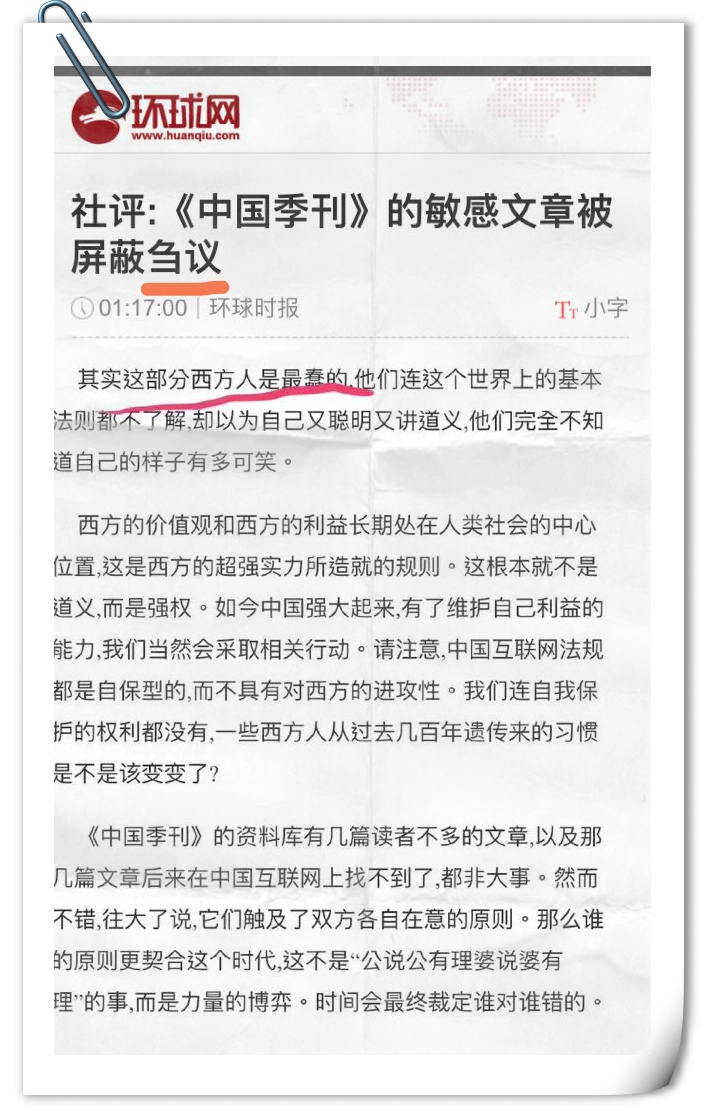 环球网
www.huanqiu.com
社评:《中国季刊》的敏感文章被
屏蔽刍议
01:17:00 | 环球时报
TT 小字
其实这部分西方人是最蠢的,他们连这个世界上的基本
法则都不了解,却以为自己又聪明又讲道义,他们完全不知
道自己的样子有多可笑。
西方的价值观和西方的利益长期处在人类社会的中心
位置,这是西方的超强实力所造就的规则。这根本就不是
道义,而是强权。如今中国强大起来,有了维护自己利益的
能力,我们当然会采取相关行动。请注意,中国互联网法规
都是自保型的,而不具有对西方的进攻性。我们连自我保
护的权利都没有,一些西方人从过去几百年遗传来的习惯
是不是该变变了?
《中国季刊》的资料库有几篇读者不多的文章,以及那
几篇文章后来在中国互联网上找不到了,都非大事。然而
不错,往大了说,它们触及了双方各自在意的原则。那么谁
的原则更契合这个时代,这不是“公说公有理婆说婆有
理”的事,而是力量的博弈。时间会最终裁定谁对谁错的。